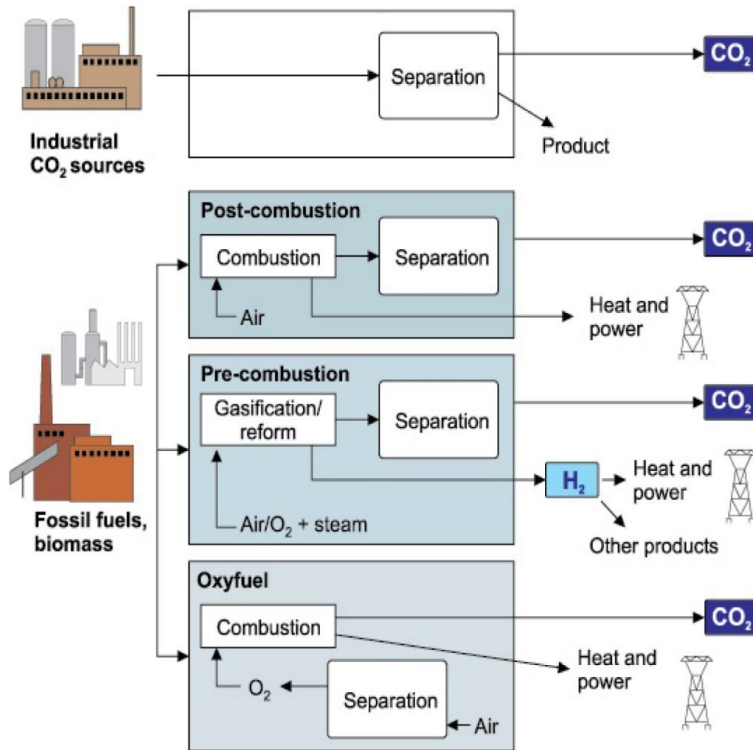 Separation
CO₂
Industrial
CO₂ sources
Product
Post-combustion
Combustion
Separation
CO₂
Air
Heat and
power
Pre-combustion
Gasification/
reform
Separation
CO₂
H₂
Heat and
power
Air/O₂ + steam
Other products
Fossil fuels,
biomass
Oxyfuel
Combustion
CO₂
Heat and
power
O₂
Separation
Air